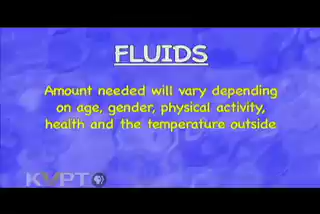 FLUIDS
Amount needed will vary depending
on age, gender, physical activity,
health and the temperature outside
KVPT